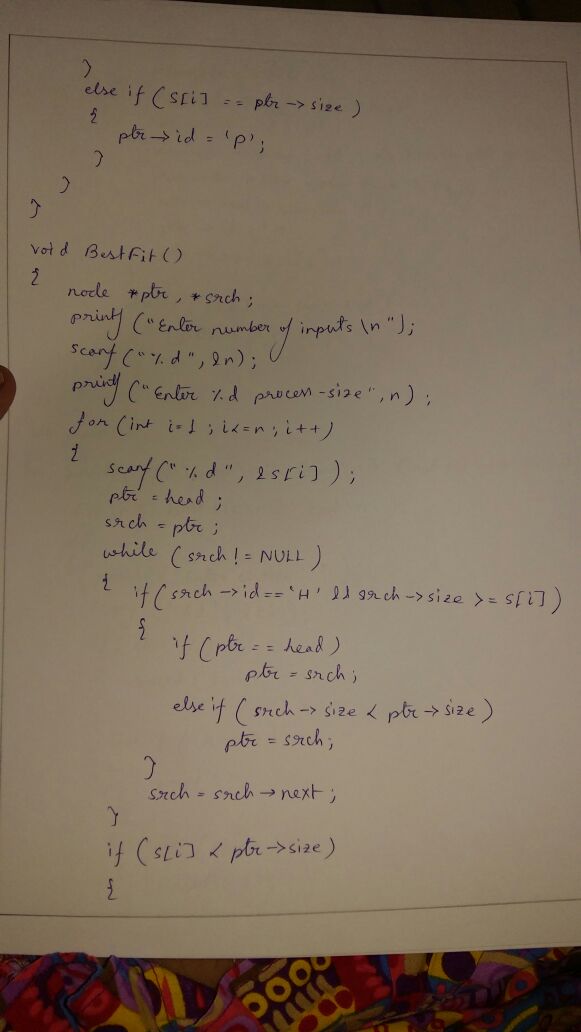 }
else if (s[i] == ptr->size)
{
ptr->id = 'P';
}
}
}
void BestFit()
{
node *ptr, *srch;
printf("Enter number of inputs \n");
scanf("%d", &n);
printf("Enter %d process-size", n);
for (int i=1; i<=n; i++)
{
scanf("%d", &s[i]);
ptr = head;
srch = ptr;
while (srch != NULL)
{ if (srch->id=='H' && srch->size >= s[i])
{
if (ptr == head)
ptr = srch;
else if (srch->size < ptr->size)
ptr = srch;
}
srch = srch->next;
}
if (s[i] < ptr->size)
{